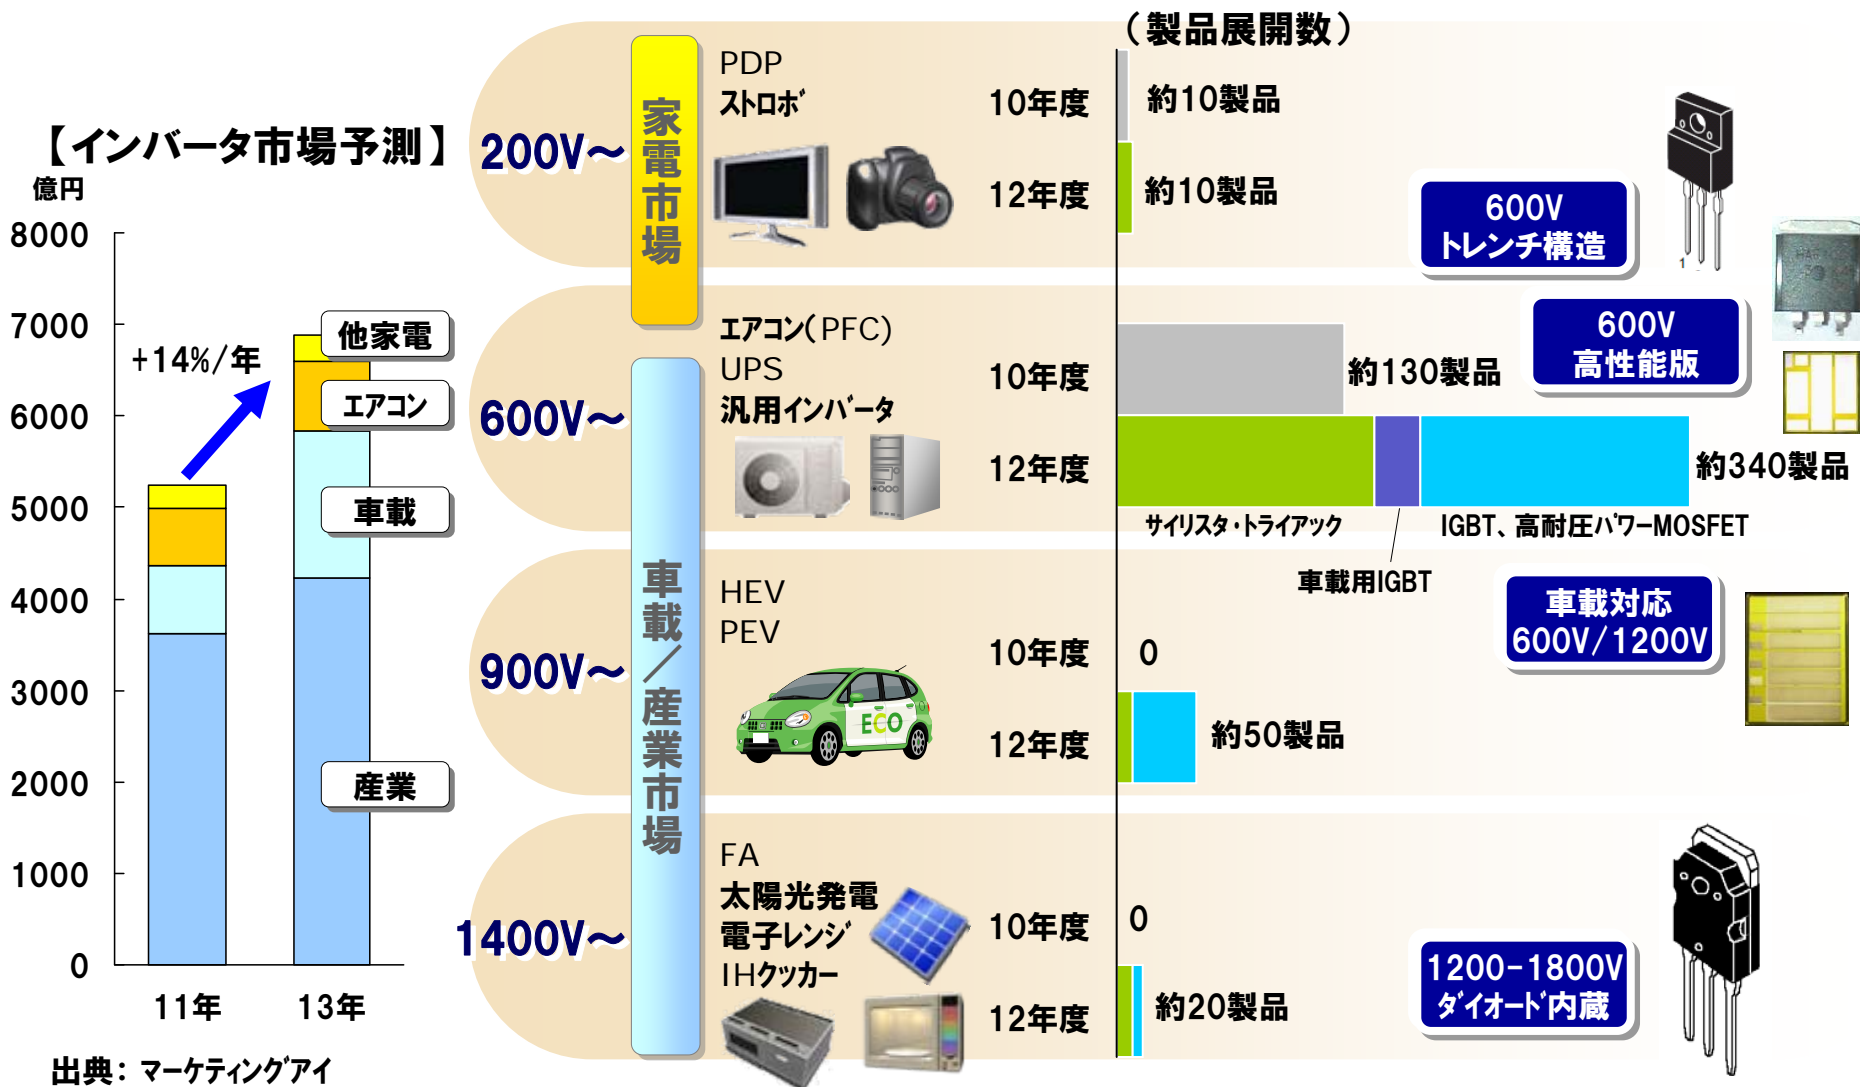 【インバータ市場予測】
億円
8000
7000
6000
5000
4000
3000
2000
1000
0
+14%/年
他家電
エアコン
車載
産業
11年
13年
出典: マーケティングアイ
(製品展開数)
家電市場
車載/産業市場
200V~
PDP
ストロボ
10年度
約10製品
12年度
約10製品
600V
トレンチ構造
1
600V~
エアコン(PFC)
UPS
汎用インバータ
10年度
約130製品
12年度
約340製品
サイリスタ・トライアック
IGBT、高耐圧パワーMOSFET
車載用IGBT
600V
高性能版
900V~
HEV
PEV
ECO
10年度
0
12年度
約50製品
車載対応
600V/1200V
1400V~
FA
太陽光発電
電子レンジ
IHクッカー
10年度
0
12年度
約20製品
1200-1800V
ダイオード内蔵